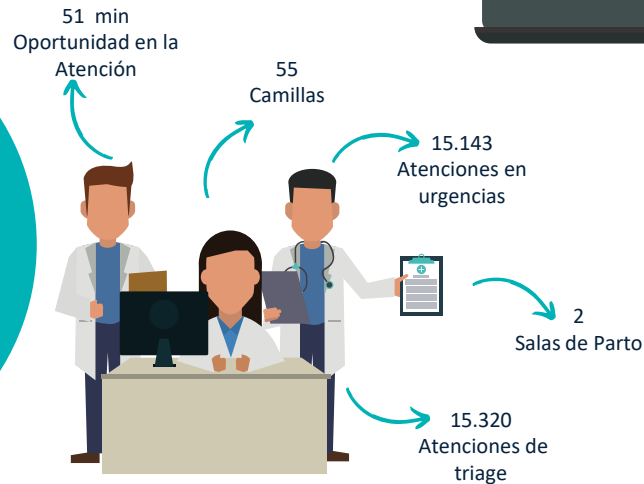 51  min
Oportunidad en la
Atención
55
Camillas
15.143
Atenciones en
urgencias
2
Salas de Parto
15.320
Atenciones de
triage